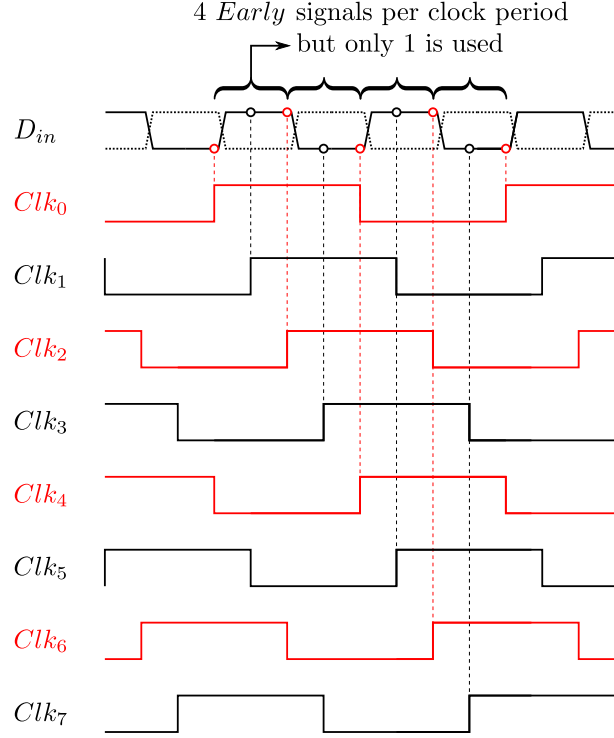 4 Early signals per clock period
but only 1 is used
D_in
Clk_0
Clk_1
Clk_2
Clk_3
Clk_4
Clk_5
Clk_6
Clk_7